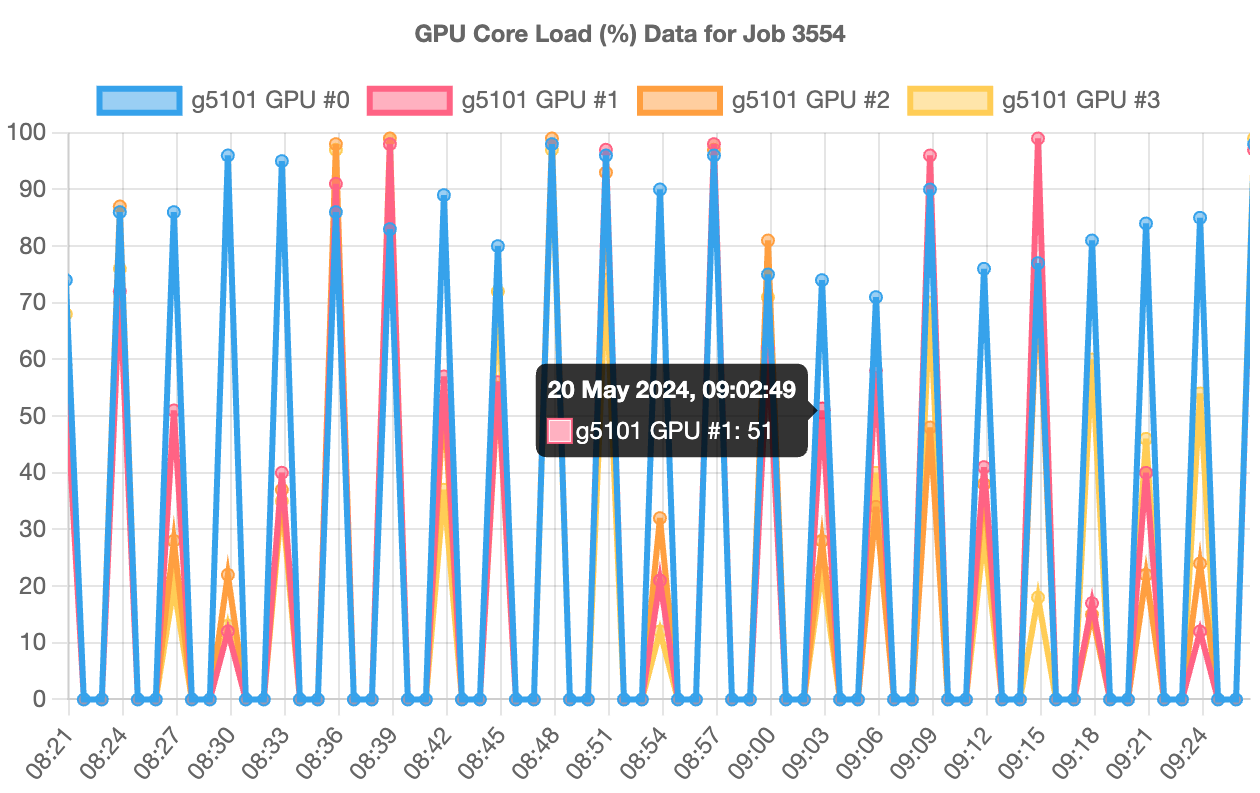 GPU Core Load (%) Data for Job 3554
g5101 GPU #0 g5101 GPU #1 g5101 GPU #2 g5101 GPU #3
100
90
80
70
60
50
40
30
20
10
0
20 May 2024, 09:02:49
g5101 GPU #1: 51
08:21 08:24 08:27 08:30 08:33 08:36 08:39 08:42 08:45 08:48 08:51 08:54 08:57 09:00 09:03 09:06 09:09 09:12 09:15 09:18 09:21 09:24